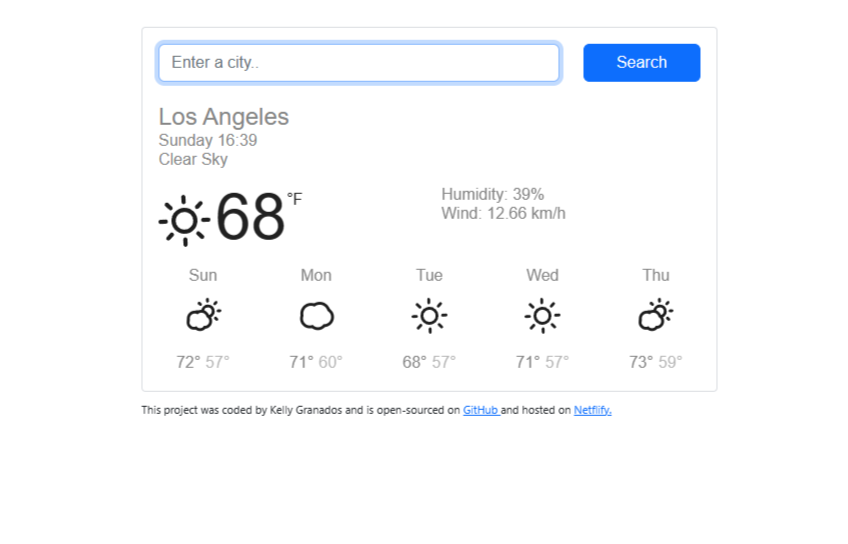 Enter a city..
Search
Los Angeles
Sunday 16:39
Clear Sky
68 °F
Humidity: 39%
Wind: 12.66 km/h
Sun Mon Tue Wed Thu
72° 57° 71° 60° 68° 57° 71° 57° 73° 59°
This project was coded by Kelly Granados and is open-sourced on GitHub and hosted on Netflify.